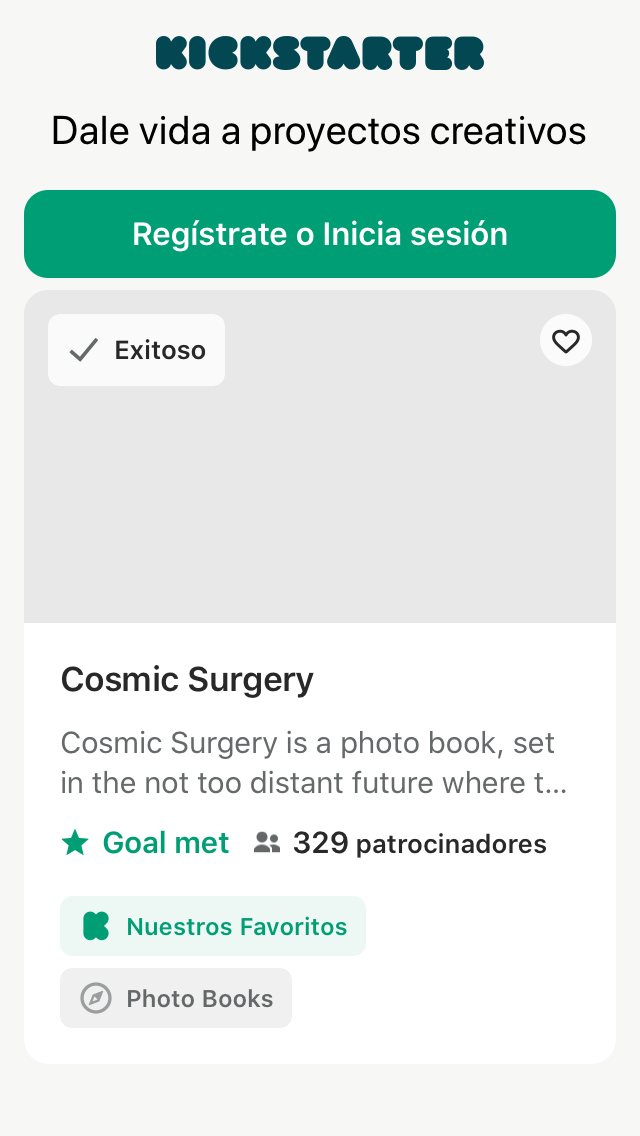 KICKSTARTER
Dale vida a proyectos creativos
Regístrate o Inicia sesión
Exitoso
Cosmic Surgery
Cosmic Surgery is a photo book, set
in the not too distant future where t...
Goal met 329 patrocinadores
Nuestros Favoritos
Photo Books